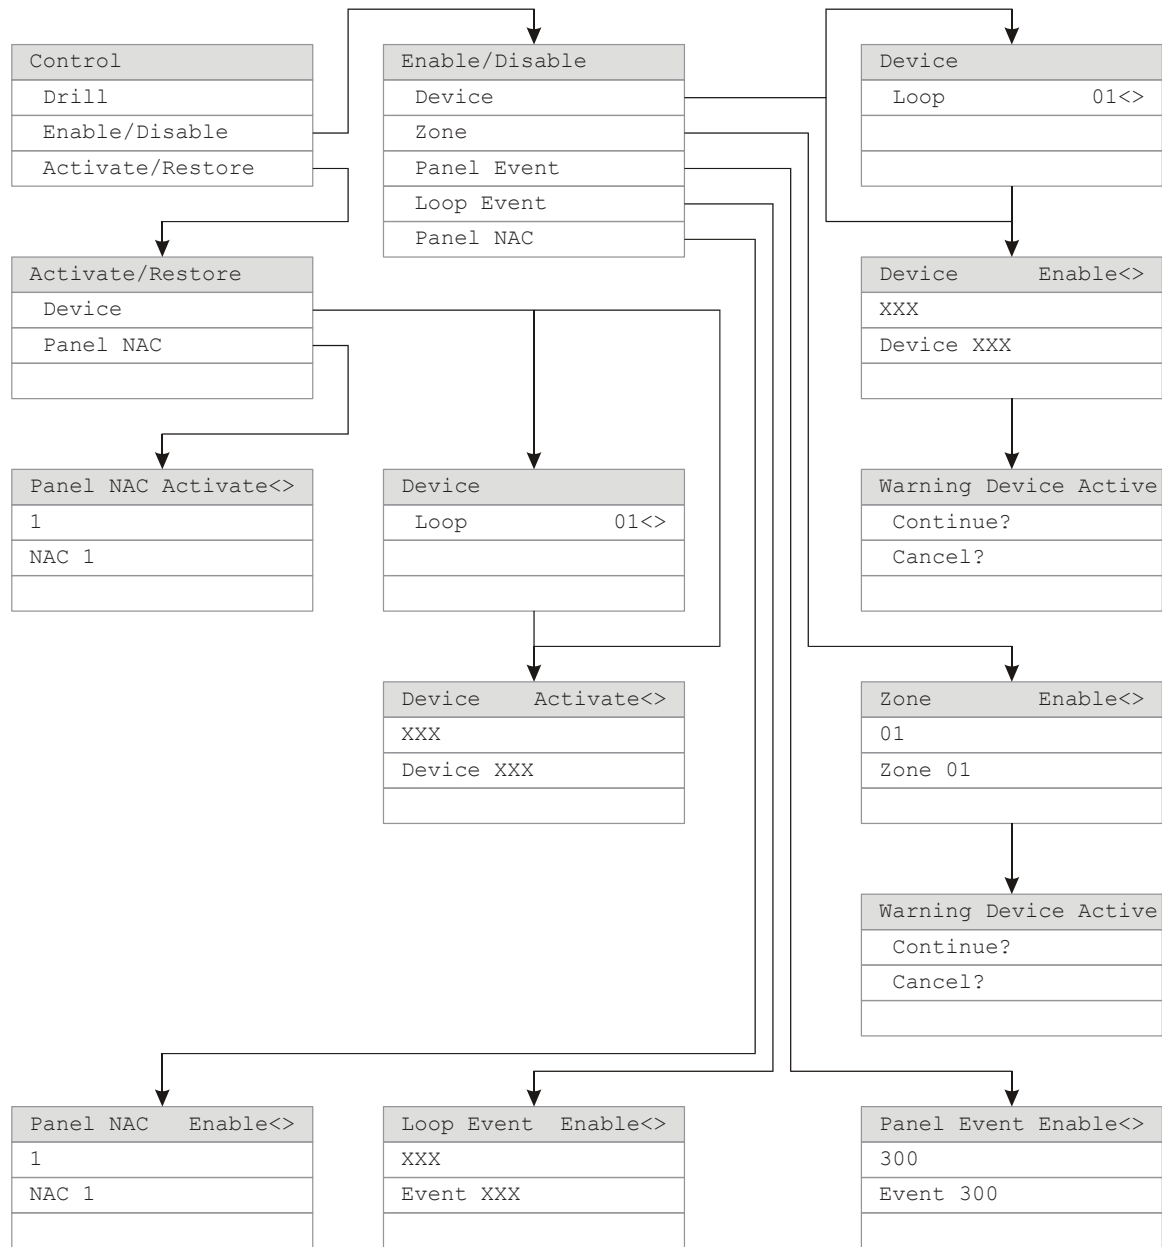 Control
Drill
Enable/Disable
Activate/Restore
Enable/Disable
Device
Zone
Panel Event
Loop Event
Panel NAC
Device
Loop 01<>
Activate/Restore
Device
Panel NAC
Device Enable<>
XXX
Device XXX
Panel NAC Activate<>
1
NAC 1
Device
Loop 01<>
Warning Device Active
Continue?
Cancel?
Device Activate<>
XXX
Device XXX
Zone Enable<>
01
Zone 01
Warning Device Active
Continue?
Cancel?
Panel NAC Enable<>
1
NAC 1
Loop Event Enable<>
XXX
Event XXX
Panel Event Enable<>
300
Event 300